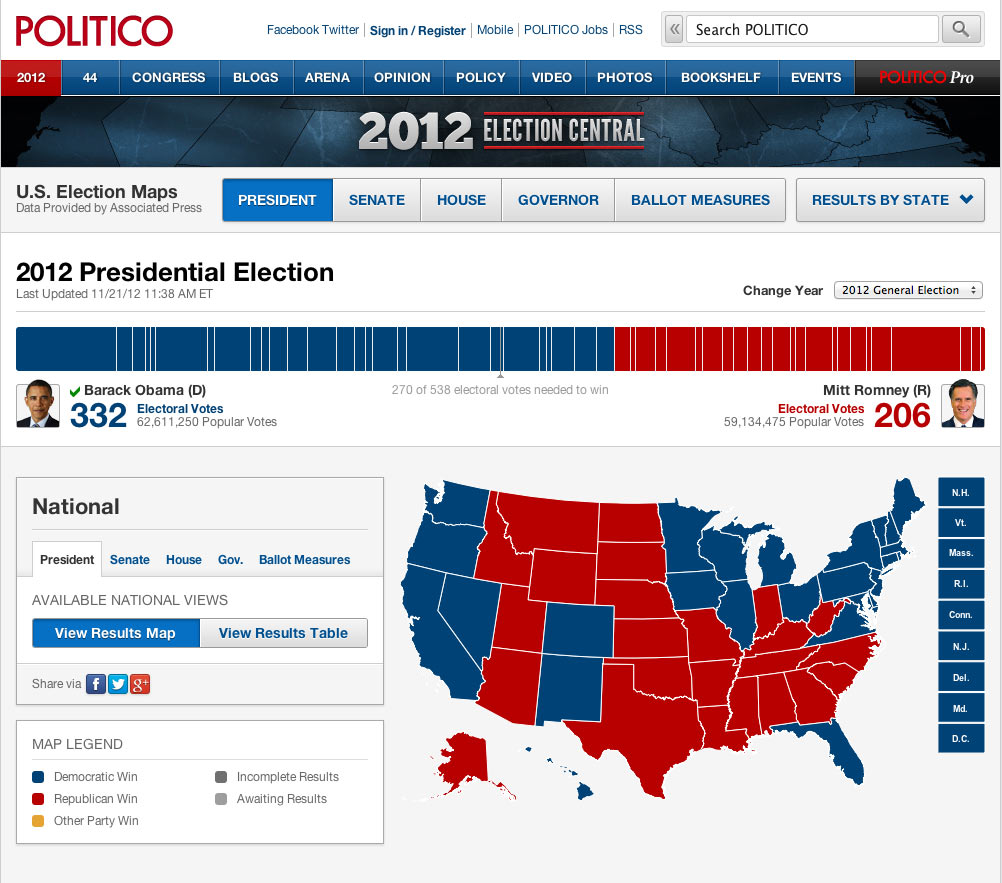 POLITICO
Facebook Twitter Sign in / Register Mobile POLITICO Jobs RSS
« Search POLITICO
2012 44 CONGRESS BLOGS ARENA OPINION POLICY VIDEO PHOTOS BOOKSHELF EVENTS POLITICO Pro
2012 ELECTION CENTRAL
U.S. Election Maps
Data Provided by Associated Press
PRESIDENT SENATE HOUSE GOVERNOR BALLOT MEASURES RESULTS BY STATE
2012 Presidential Election
Last Updated 11/21/12 11:38 AM ET
Change Year 2012 General Election
Barack Obama (D)
332 Electoral Votes
62,611,250 Popular Votes
270 of 538 electoral votes needed to win
Mitt Romney (R)
Electoral Votes 206
59,134,475 Popular Votes
National
President Senate House Gov. Ballot Measures
AVAILABLE NATIONAL VIEWS
View Results Map View Results Table
Share via f g+
MAP LEGEND
Democratic Win
Republican Win
Other Party Win
Incomplete Results
Awaiting Results
N.H.
Vt.
Mass.
R.I.
Conn.
N.J.
Del.
Md.
D.C.